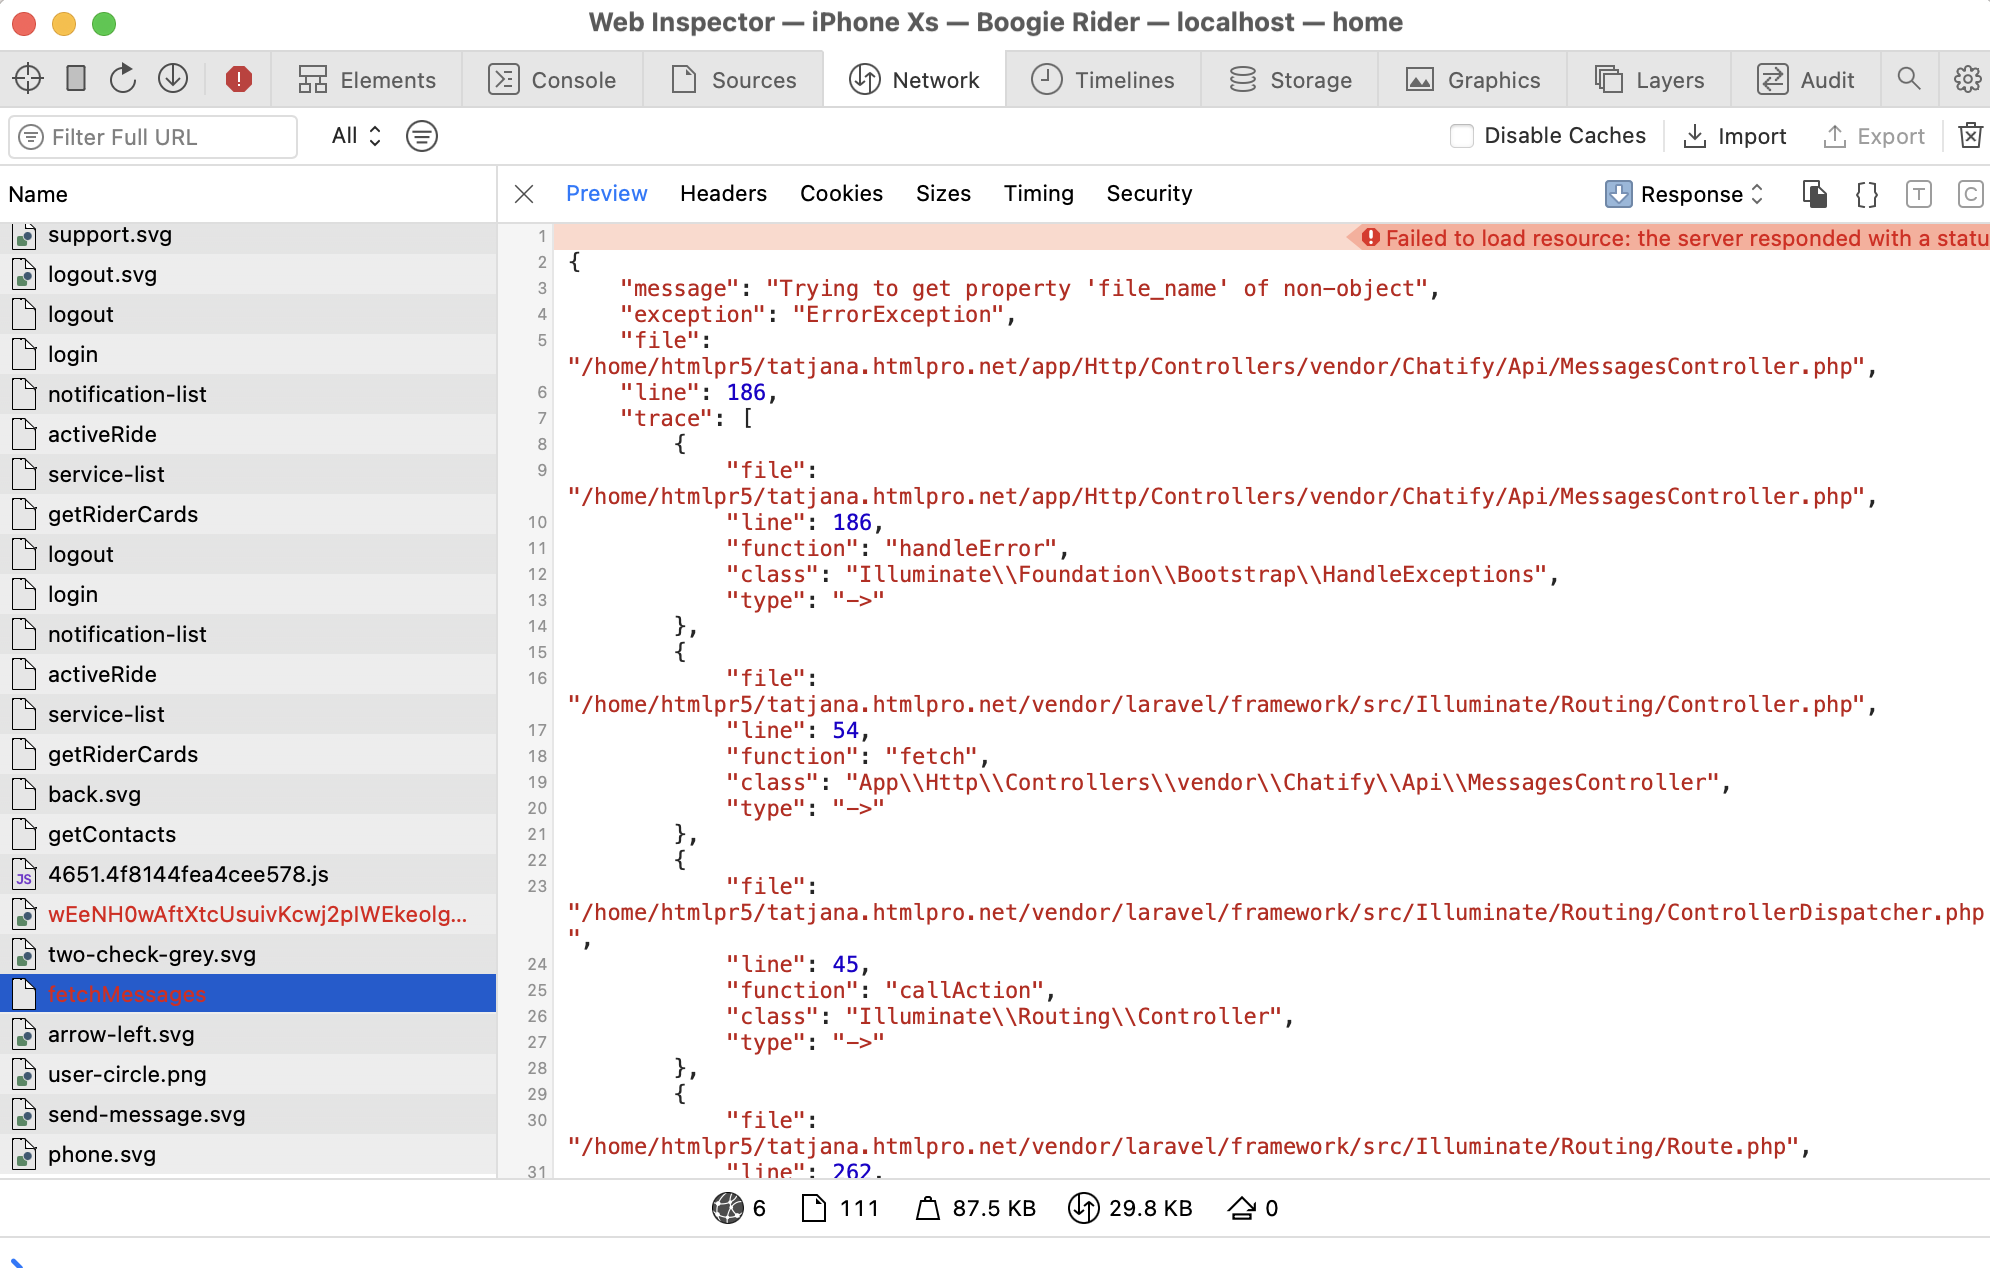 Web Inspector — iPhone Xs — Boogie Rider — localhost — home
Elements
Console
Sources
Network
Timelines
Storage
Graphics
Layers
Audit
Filter Full URL
All
Disable Caches
Import
Export
Name
Preview
Headers
Cookies
Sizes
Timing
Security
Response
{}
T
C
support.svg
logout.svg
logout
login
notification-list
activeRide
service-list
getRiderCards
logout
login
notification-list
activeRide
service-list
getRiderCards
back.svg
getContacts
JS 4651.4f8144fea4cee578.js
wEeNH0wAftXtcUsuivKcwj2plWEkeolg...
two-check-grey.svg
fetchMessages
arrow-left.svg
user-circle.png
send-message.svg
phone.svg
1 Failed to load resource: the server responded with a statu
2 {
3 "message": "Trying to get property 'file_name' of non-object",
4 "exception": "ErrorException",
5 "file":
"/home/htmlpr5/tatjana.htmlpro.net/app/Http/Controllers/vendor/Chatify/Api/MessagesController.php",
6 "line": 186,
7 "trace": [
8 {
9 "file":
"/home/htmlpr5/tatjana.htmlpro.net/app/Http/Controllers/vendor/Chatify/Api/MessagesController.php",
10 "line": 186,
11 "function": "handleError",
12 "class": "Illuminate\\Foundation\\Bootstrap\\HandleExceptions",
13 "type": "->"
14 },
15 {
16 "file":
"/home/htmlpr5/tatjana.htmlpro.net/vendor/laravel/framework/src/Illuminate/Routing/Controller.php",
17 "line": 54,
18 "function": "fetch",
19 "class": "App\\Http\\Controllers\\vendor\\Chatify\\Api\\MessagesController",
20 "type": "->"
21 },
22 {
23 "file":
"/home/htmlpr5/tatjana.htmlpro.net/vendor/laravel/framework/src/Illuminate/Routing/ControllerDispatcher.php
",
24 "line": 45,
25 "function": "callAction",
26 "class": "Illuminate\\Routing\\Controller",
27 "type": "->"
28 },
29 {
30 "file":
"/home/htmlpr5/tatjana.htmlpro.net/vendor/laravel/framework/src/Illuminate/Routing/Route.php",
31 "line": 262,
6
111
87.5 KB
29.8 KB
0